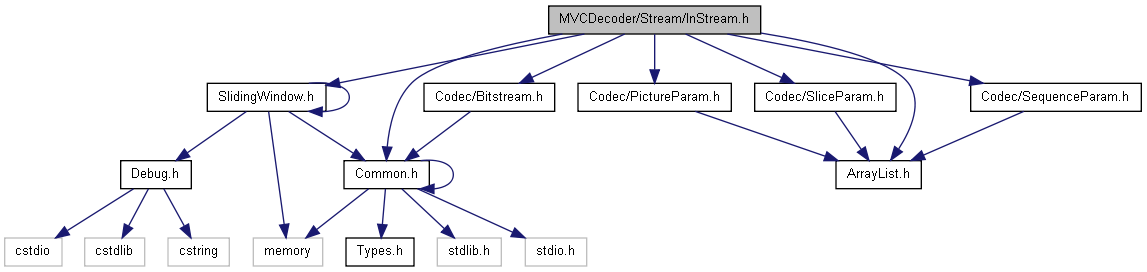 MVCDecoder/Stream/InStream.h
SlidingWindow.h
Codec/Bitstream.h
Codec/PictureParam.h
Codec/SliceParam.h
Codec/SequenceParam.h
Debug.h
Common.h
ArrayList.h
cstdio
cstdlib
cstring
memory
Types.h
stdlib.h
stdio.h